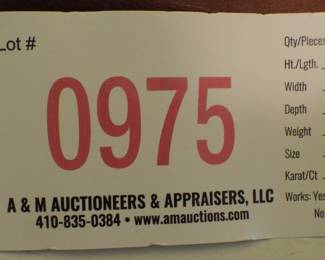 Lot #
0975
A & M AUCTIONEERS & APPRAISERS, LLC
410-835-0384 • www.amauctions.com
Qty/Pieces
Ht./Lgth.
Width
Depth
Weight
Size
Karat/Ct
Works: Yes
No